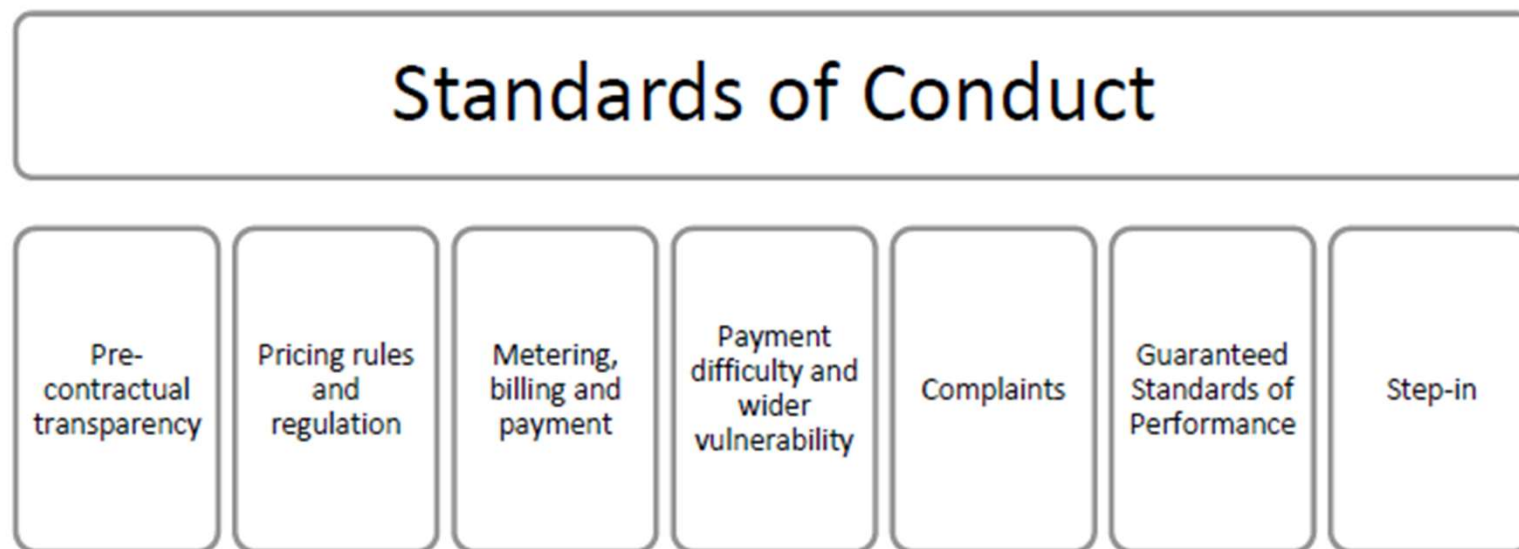 Standards of Conduct
Pre-
contractual
transparency
Pricing rules
and
regulation
Metering,
billing and
payment
Payment
difficulty and
wider
vulnerability
Complaints
Guaranteed
Standards of
Performance
Step-in